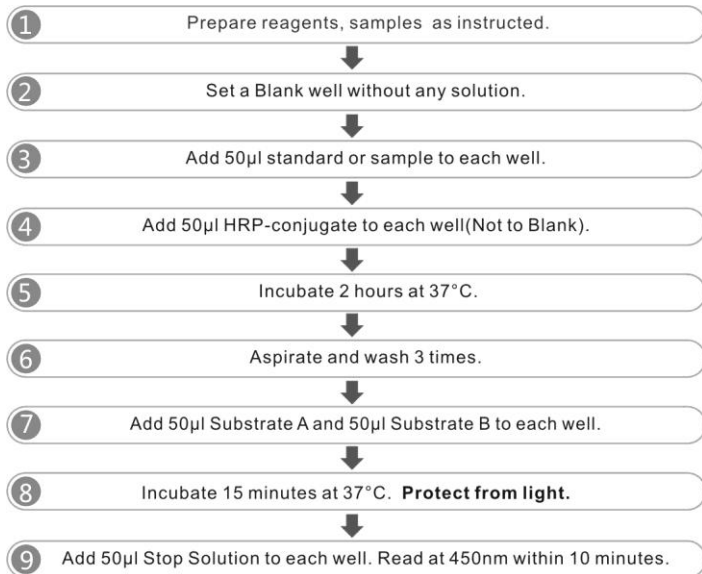 1 Prepare reagents, samples as instructed.
2 Set a Blank well without any solution.
3 Add 50μl standard or sample to each well.
4 Add 50μl HRP-conjugate to each well(Not to Blank).
5 Incubate 2 hours at 37°C.
6 Aspirate and wash 3 times.
7 Add 50μl Substrate A and 50μl Substrate B to each well.
8 Incubate 15 minutes at 37°C. Protect from light.
9 Add 50μl Stop Solution to each well. Read at 450nm within 10 minutes.